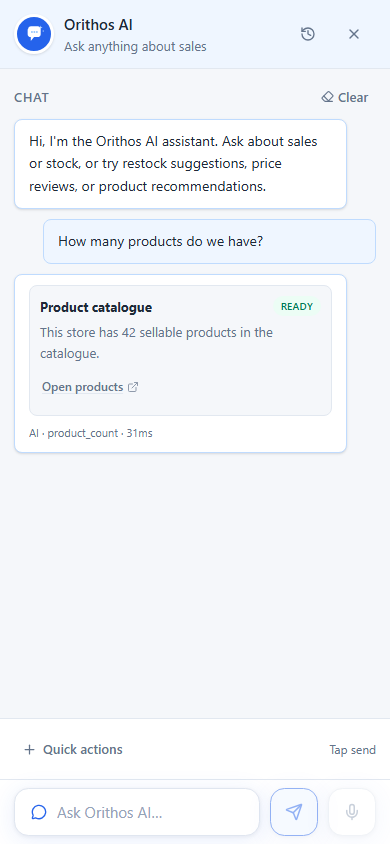 Orithos AI
Ask anything about sales
CHAT
Clear
Hi, I'm the Orithos AI assistant. Ask about sales
or stock, or try restock suggestions, price
reviews, or product recommendations.
How many products do we have?
Product catalogue
READY
This store has 42 sellable products in the
catalogue.
Open products
AI · product_count · 31ms
Quick actions
Tap send
Ask Orithos AI...